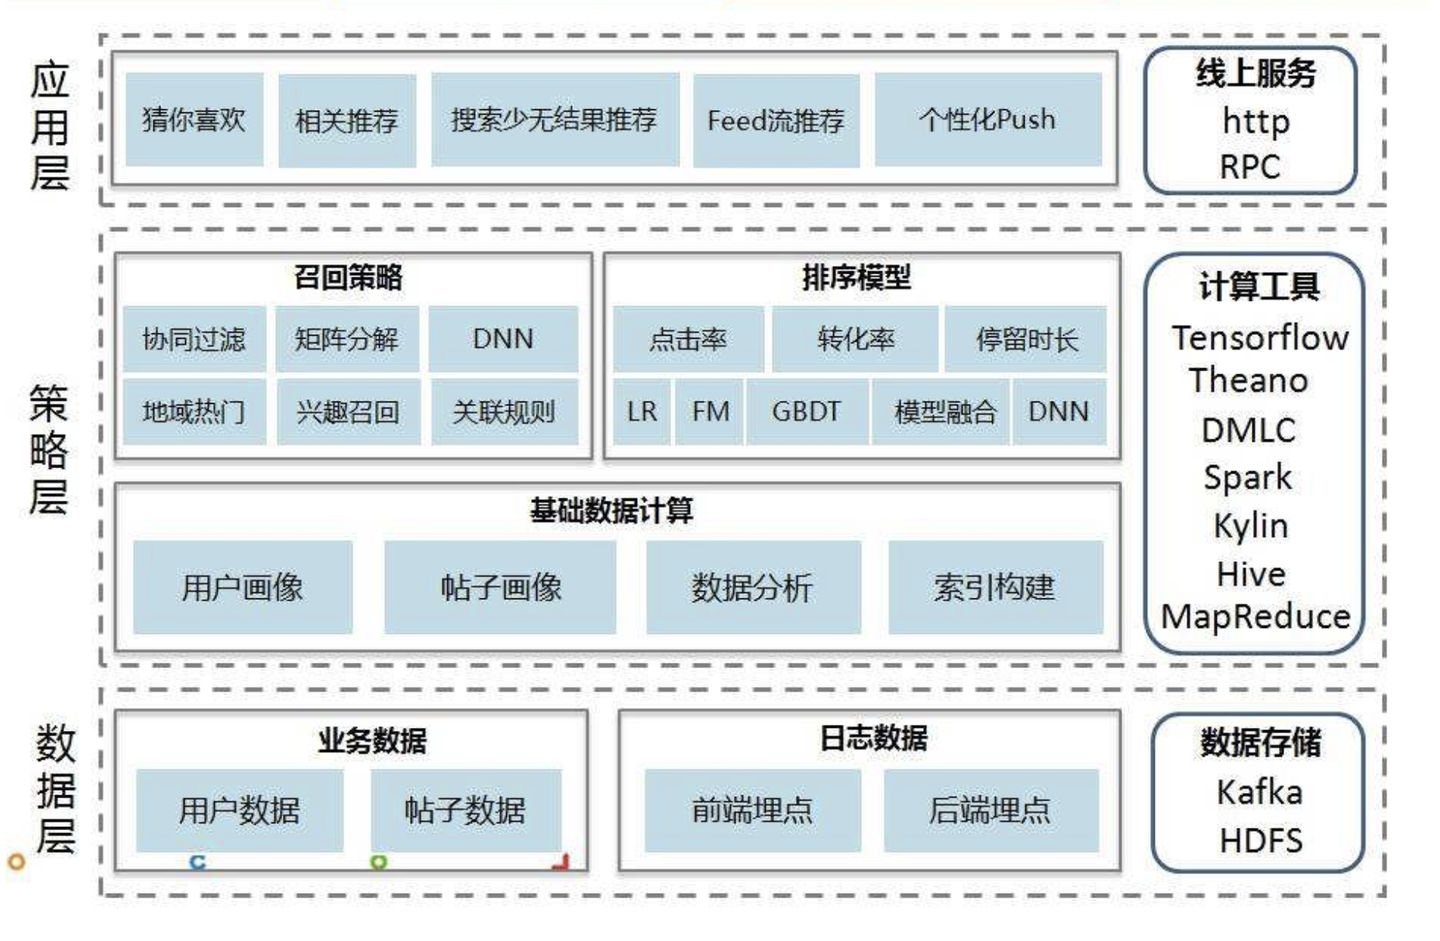 应用层
猜你喜欢
相关推荐
搜索少无结果推荐
Feed流推荐
个性化Push
线上服务
http
RPC
策略层
召回策略
协同过滤
矩阵分解
DNN
地域热门
兴趣召回
关联规则
排序模型
点击率
转化率
停留时长
LR
FM
GBDT
模型融合
DNN
基础数据计算
用户画像
帖子画像
数据分析
索引构建
计算工具
Tensorflow
Theano
DMLC
Spark
Kylin
Hive
MapReduce
数据层
业务数据
用户数据
帖子数据
日志数据
前端埋点
后端埋点
数据存储
Kafka
HDFS